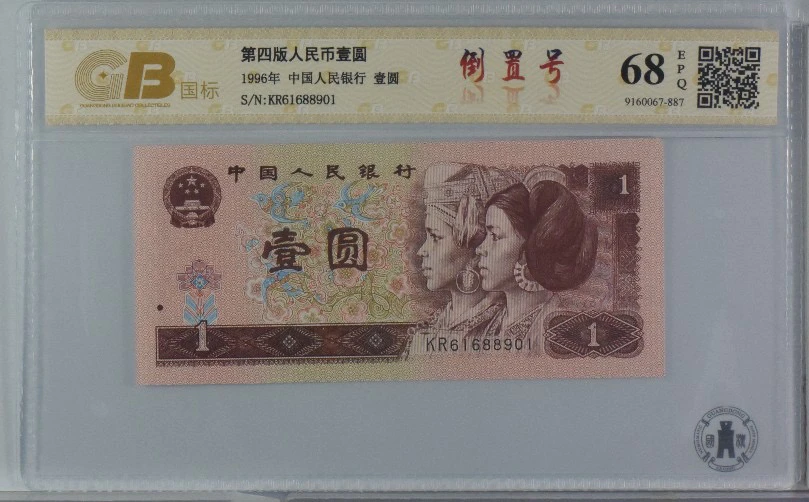 GB 国标
第四版人民币壹圆
1996年 中国人民银行 壹圆
S/N:KR61688901
倒置号
68 EPQ
9160067-887
中国人民银行
1
壹圆
1
KR61688901
1
國 標